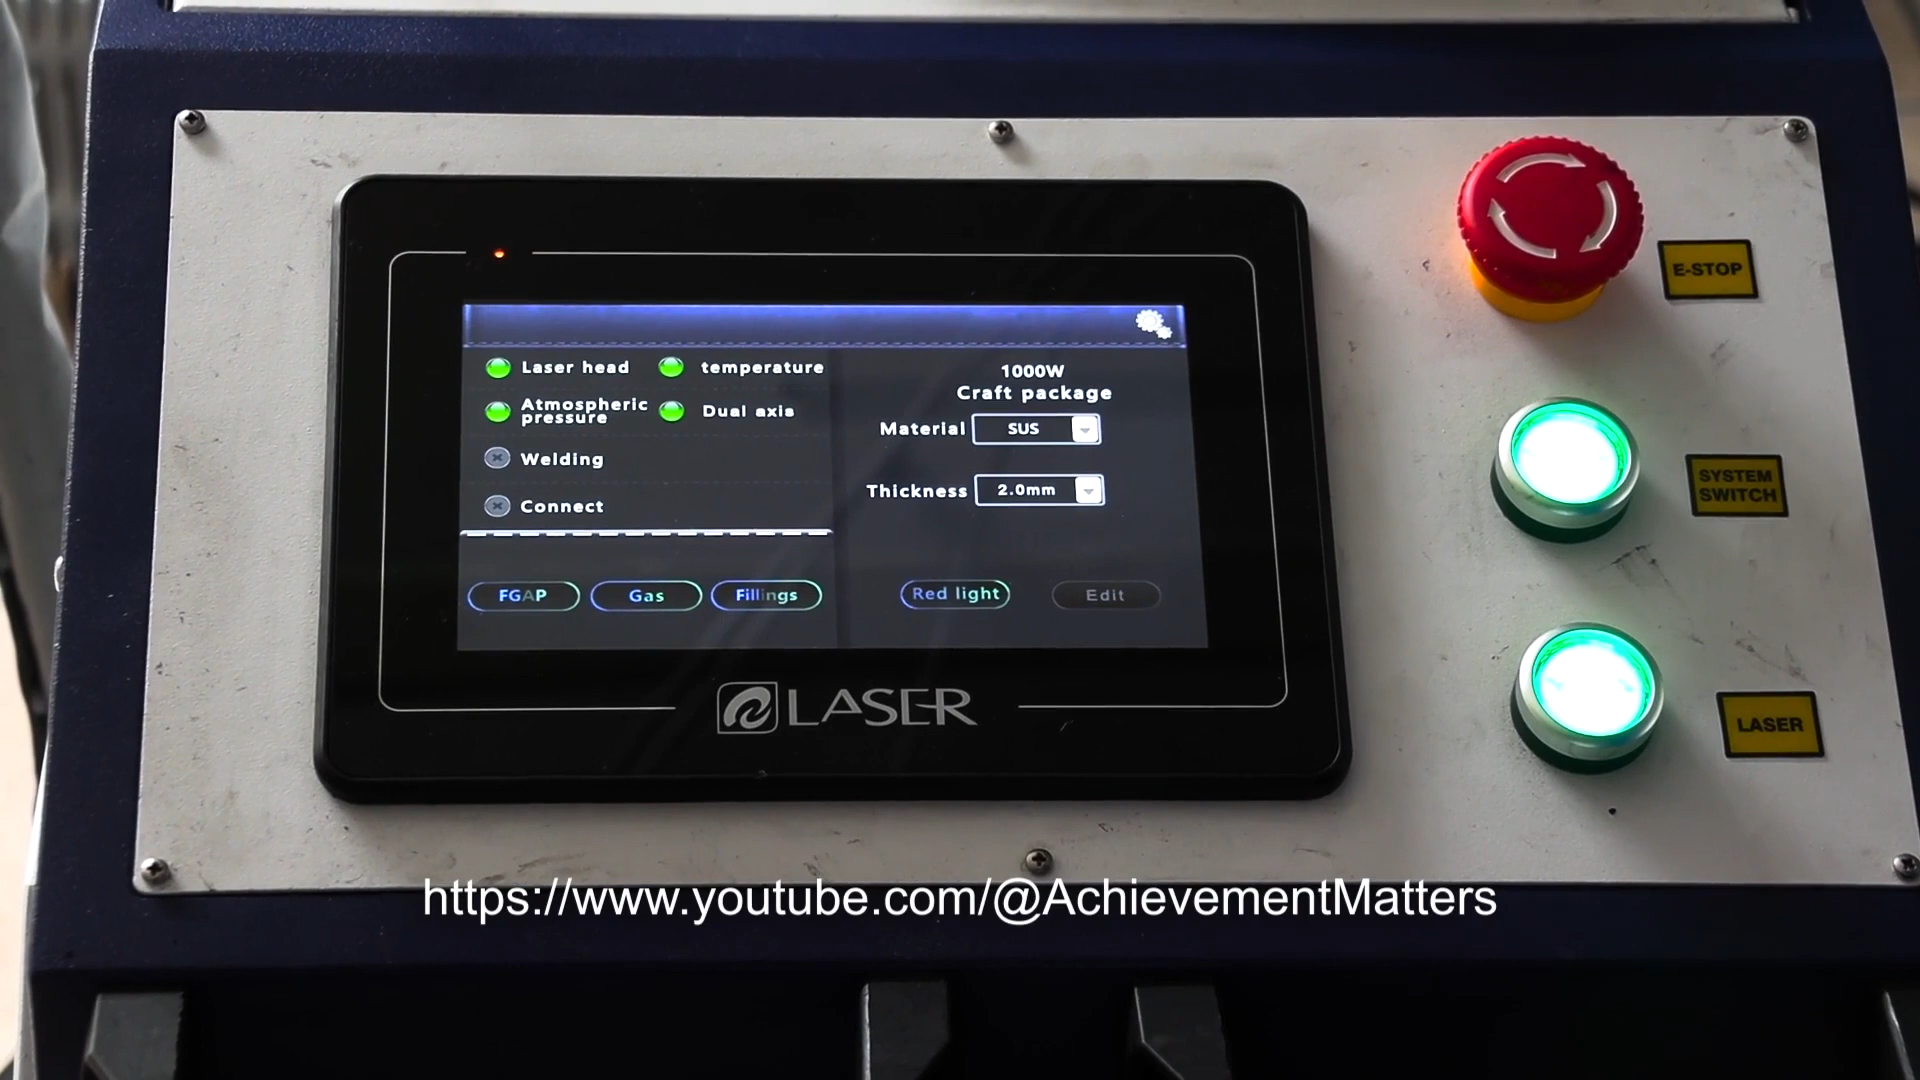 Laser head
temperature
Atmospheric
pressure
Dual axis
Welding
Connect
FGAP
Gas
Fillings
1000W
Craft package
Material SUS
Thickness 2.0mm
Red light
Edit
LASER
E-STOP
SYSTEM
SWITCH
LASER
https://www.youtube.com/@AchievementMatters